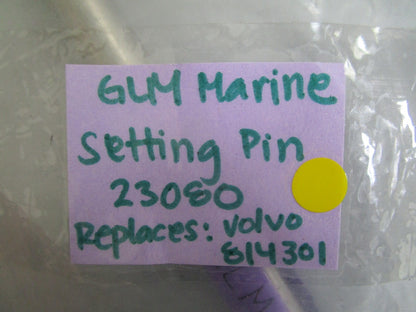 GLM Marine
Setting Pin
23080
Replaces: Volvo
814301